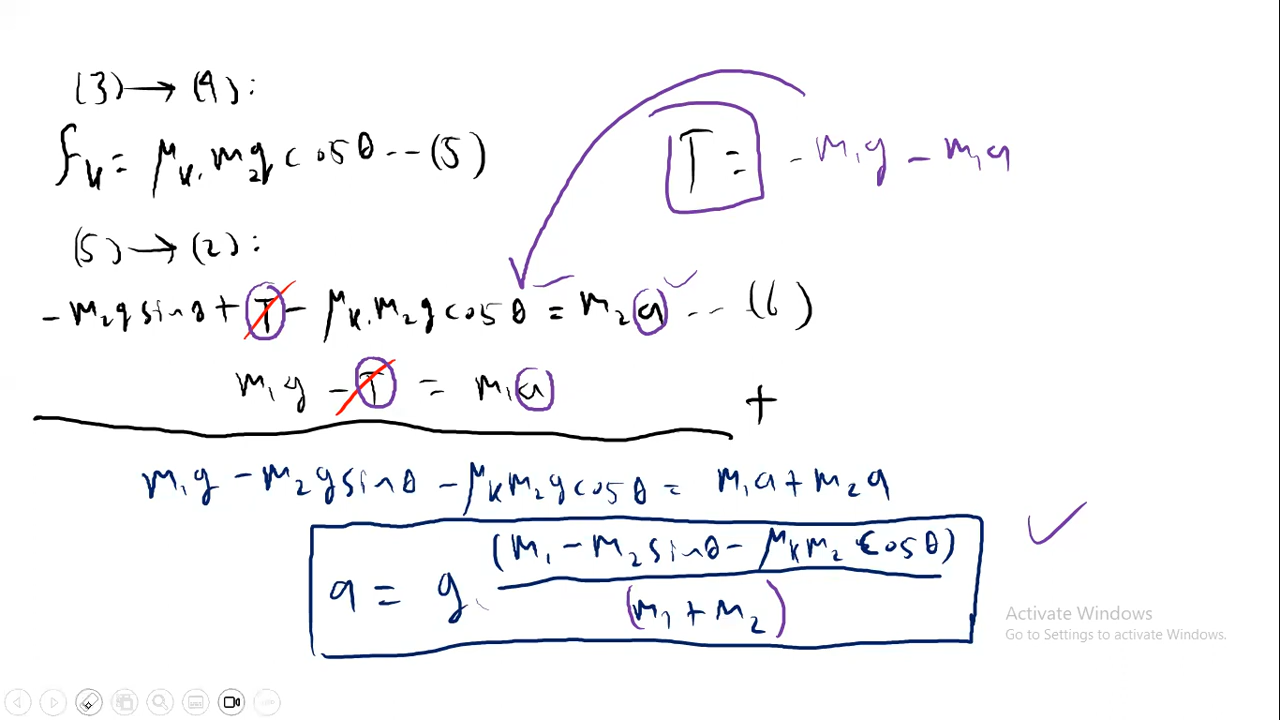 (3) → (4):
f_k = μ_k. m_2 g cos θ -- (5)
T = - m_1 g - m_1 a
(5) → (2):
- m_2 g sin θ + T - μ_k. m_2 g cos θ = m_2 a -- (6)
m_1 g - T = m_1 a
+
m_1 g - m_2 g sin θ - μ_k m_2 g cos θ = m_1 a + m_2 a
a = g. (m_1 - m_2 sin θ - μ_k m_2 cos θ)
(m_1 + m_2)
Activate Windows
Go to Settings to activate Windows.